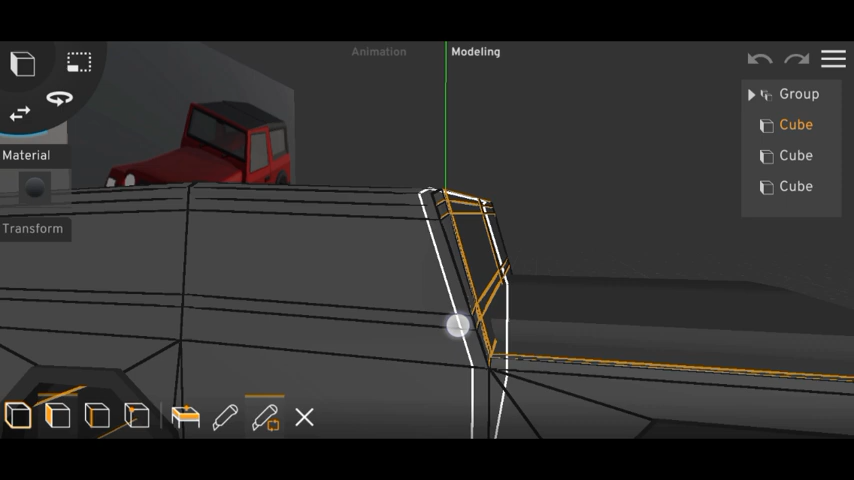 Animation
Modeling
Group
Cube
Material
Cube
Cube
Transform